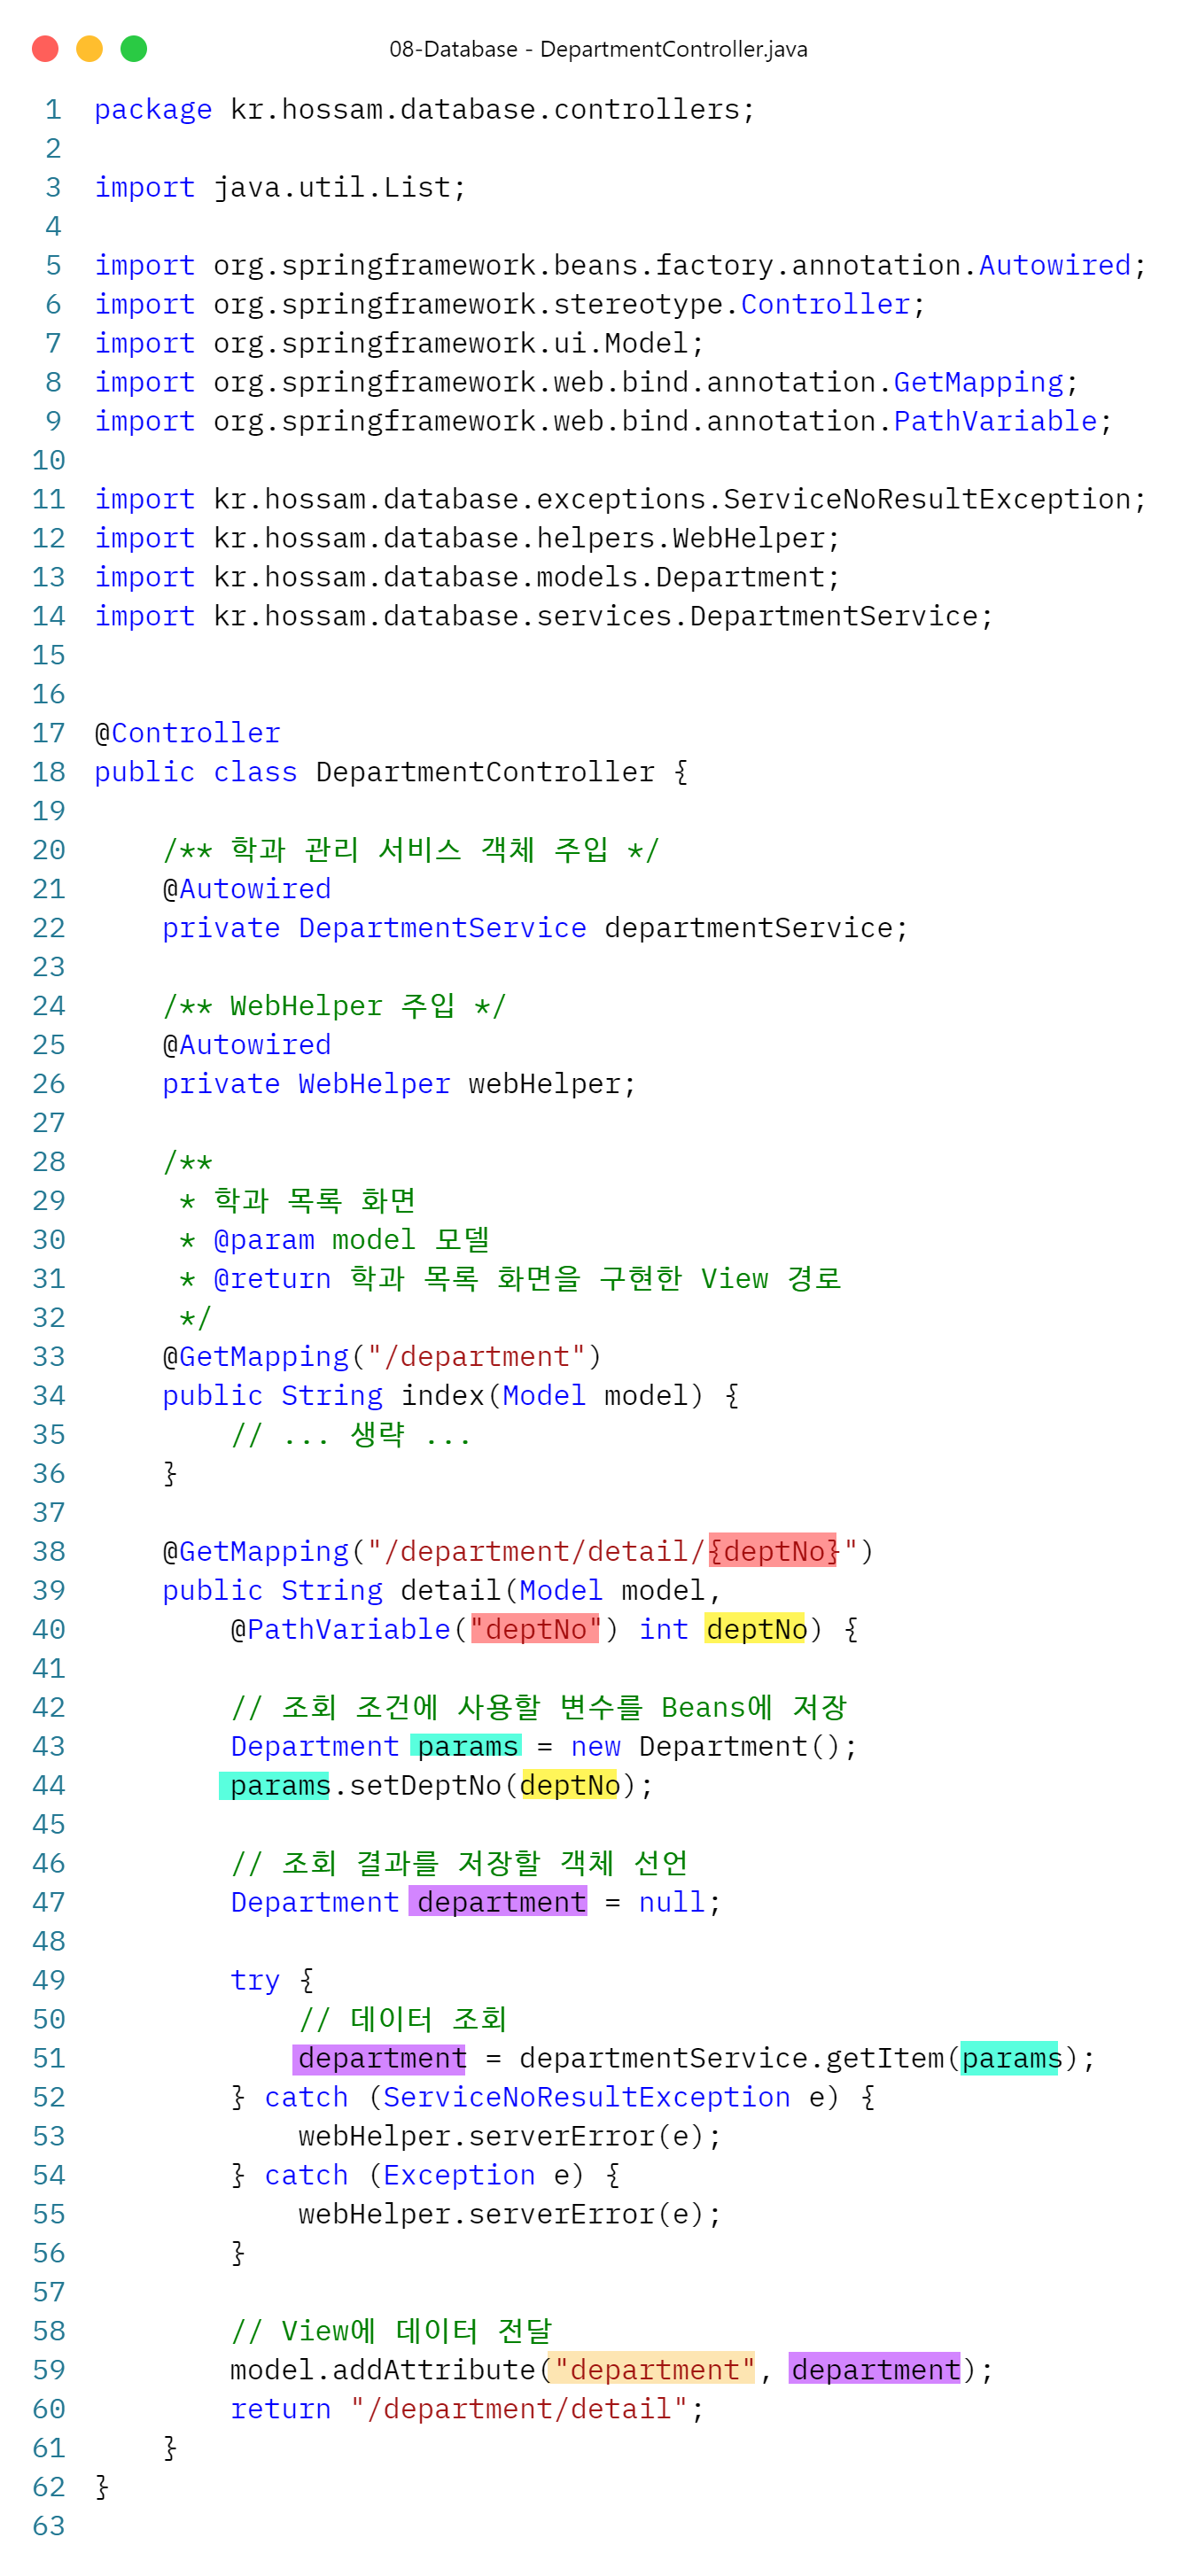 08-Database - DepartmentController.java
1 package kr.hossam.database.controllers;
2
3 import java.util.List;
4
5 import org.springframework.beans.factory.annotation.Autowired;
6 import org.springframework.stereotype.Controller;
7 import org.springframework.ui.Model;
8 import org.springframework.web.bind.annotation.GetMapping;
9 import org.springframework.web.bind.annotation.PathVariable;
10
11 import kr.hossam.database.exceptions.ServiceNoResultException;
12 import kr.hossam.database.helpers.WebHelper;
13 import kr.hossam.database.models.Department;
14 import kr.hossam.database.services.DepartmentService;
15
16
17 @Controller
18 public class DepartmentController {
19
20     /** 학과 관리 서비스 객체 주입 */
21     @Autowired
22     private DepartmentService departmentService;
23
24     /** WebHelper 주입 */
25     @Autowired
26     private WebHelper webHelper;
27
28     /**
29      * 학과 목록 화면
30      * @param model 모델
31      * @return 학과 목록 화면을 구현한 View 경로
32      */
33     @GetMapping("/department")
34     public String index(Model model) {
35         // ... 생략 ...
36     }
37
38     @GetMapping("/department/detail/{deptNo}")
39     public String detail(Model model,
40         @PathVariable("deptNo") int deptNo) {
41
42         // 조회 조건에 사용할 변수를 Beans에 저장
43         Department params = new Department();
44         params.setDeptNo(deptNo);
45
46         // 조회 결과를 저장할 객체 선언
47         Department department = null;
48
49         try {
50             // 데이터 조회
51             department = departmentService.getItem(params);
52         } catch (ServiceNoResultException e) {
53             webHelper.serverError(e);
54         } catch (Exception e) {
55             webHelper.serverError(e);
56         }
57
58         // View에 데이터 전달
59         model.addAttribute("department", department);
60         return "/department/detail";
61     }
62 }
63